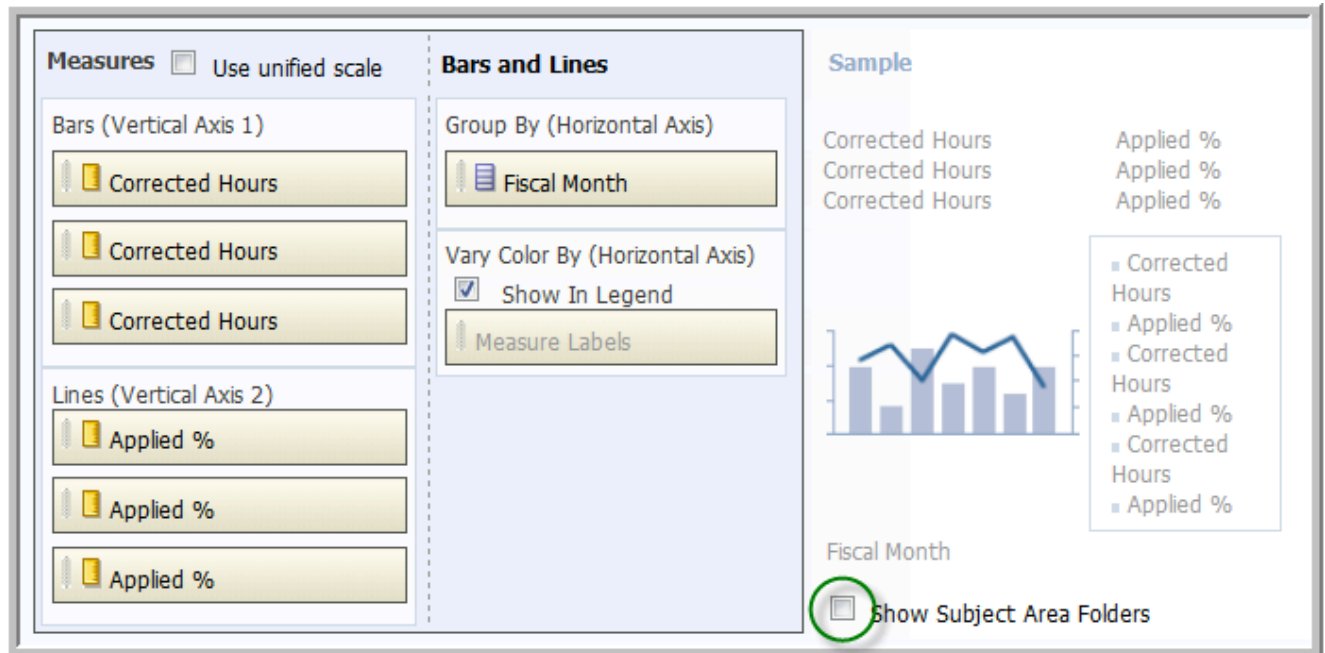 Measures Use unified scale
Bars (Vertical Axis 1)
Corrected Hours
Corrected Hours
Corrected Hours
Lines (Vertical Axis 2)
Applied %
Applied %
Applied %
Bars and Lines
Group By (Horizontal Axis)
Fiscal Month
Vary Color By (Horizontal Axis)
Show In Legend
Measure Labels
Sample
Corrected Hours Applied %
Corrected Hours Applied %
Corrected Hours Applied %
Corrected
Hours
Applied %
Corrected
Hours
Applied %
Corrected
Hours
Applied %
Fiscal Month
Show Subject Area Folders